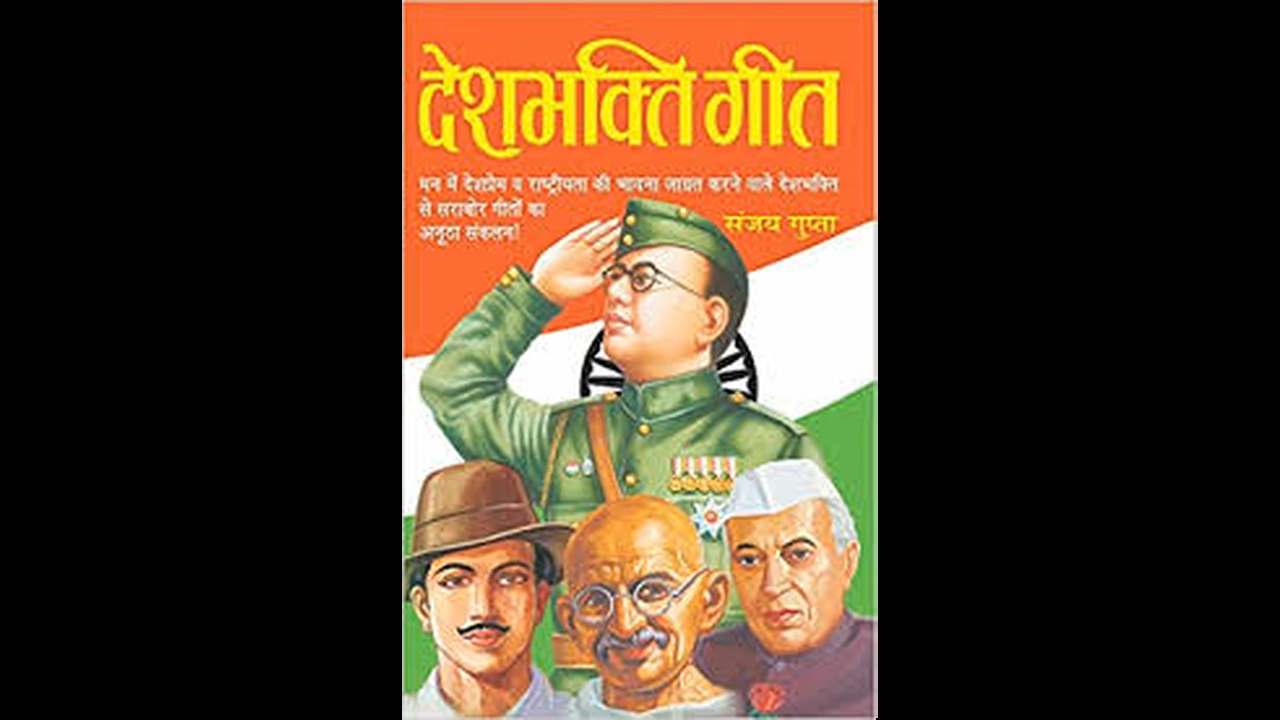 देशभक्ति गीत
मन में देशप्रेम व राष्ट्रीयता की भावना जाग्रत करने वाले देशभक्ति
से सराबोर गीतों का
अनूठा संकलन!
संजय गुप्ता